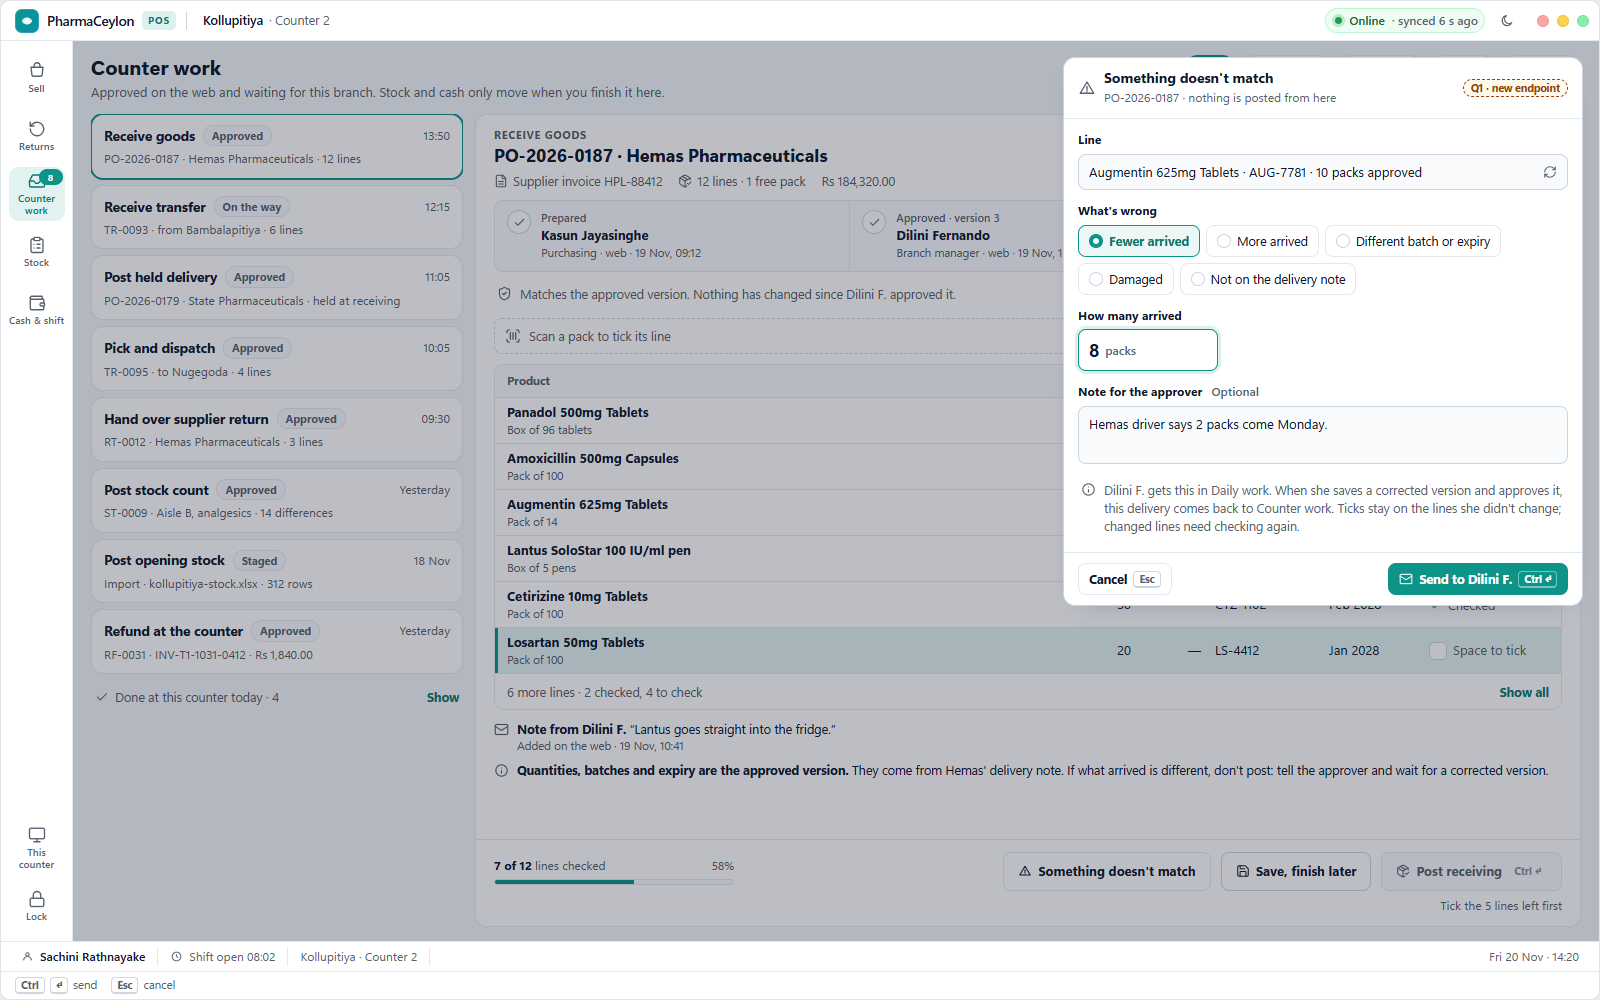 PharmaCeylon POS
Kollupitiya · Counter 2
Online · synced 6 s ago
Sell
Returns
8
Counter work
Stock
Cash & shift
This counter
Lock
Counter work
Approved on the web and waiting for this branch. Stock and cash only move when you finish it here.
Receive goods Approved 13:50
PO-2026-0187 · Hemas Pharmaceuticals · 12 lines
Receive transfer On the way 12:15
TR-0093 · from Bambalapitiya · 6 lines
Post held delivery Approved 11:05
PO-2026-0179 · State Pharmaceuticals · held at receiving
Pick and dispatch Approved 10:05
TR-0095 · to Nugegoda · 4 lines
Hand over supplier return Approved 09:30
RT-0012 · Hemas Pharmaceuticals · 3 lines
Post stock count Approved Yesterday
ST-0009 · Aisle B, analgesics · 14 differences
Post opening stock Staged 18 Nov
Import · kollupitiya-stock.xlsx · 312 rows
Refund at the counter Approved Yesterday
RF-0031 · INV-T1-1031-0412 · Rs 1,840.00
Done at this counter today · 4 Show
RECEIVE GOODS
PO-2026-0187 · Hemas Pharmaceuticals
Supplier invoice HPL-88412 12 lines · 1 free pack Rs 184,320.00
Prepared
Kasun Jayasinghe
Purchasing · web · 19 Nov, 09:12
Approved · version 3
Dilini Fernando
Branch manager · web · 19 Nov, 1
Matches the approved version. Nothing has changed since Dilini F. approved it.
Scan a pack to tick its line
Product
Panadol 500mg Tablets
Box of 96 tablets
Amoxicillin 500mg Capsules
Pack of 100
Augmentin 625mg Tablets
Pack of 14
Lantus SoloStar 100 IU/ml pen
Box of 5 pens
Cetirizine 10mg Tablets
Pack of 100
Checked
Losartan 50mg Tablets
Pack of 100
20 — LS-4412 Jan 2028 Space to tick
6 more lines · 2 checked, 4 to check Show all
Note from Dilini F. “Lantus goes straight into the fridge.”
Added on the web · 19 Nov, 10:41
Quantities, batches and expiry are the approved version. They come from Hemas' delivery note. If what arrived is different, don't post: tell the approver and wait for a corrected version.
7 of 12 lines checked 58%
Something doesn't match
Save, finish later
Post receiving Ctrl ↵
Tick the 5 lines left first
Something doesn't match
PO-2026-0187 · nothing is posted from here
Q1 · new endpoint
Line
Augmentin 625mg Tablets · AUG-7781 · 10 packs approved
What's wrong
Fewer arrived More arrived Different batch or expiry
Damaged Not on the delivery note
How many arrived
8 packs
Note for the approver Optional
Hemas driver says 2 packs come Monday.
Dilini F. gets this in Daily work. When she saves a corrected version and approves it,
this delivery comes back to Counter work. Ticks stay on the lines she didn't change;
changed lines need checking again.
Cancel Esc
Send to Dilini F. Ctrl ↵
Sachini Rathnayake Shift open 08:02 Kollupitiya · Counter 2 Fri 20 Nov · 14:20
Ctrl ↵ send Esc cancel